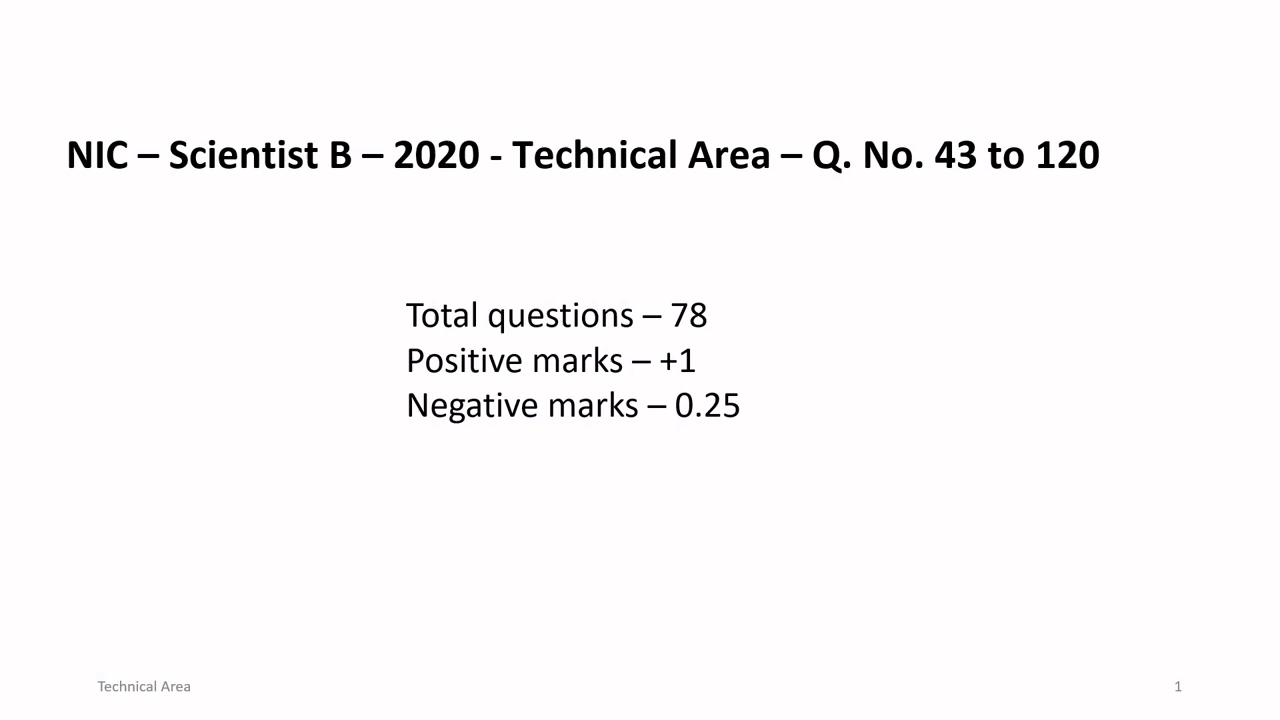 NIC – Scientist B – 2020 - Technical Area – Q. No. 43 to 120
Total questions – 78
Positive marks – +1
Negative marks – 0.25
Technical Area
1